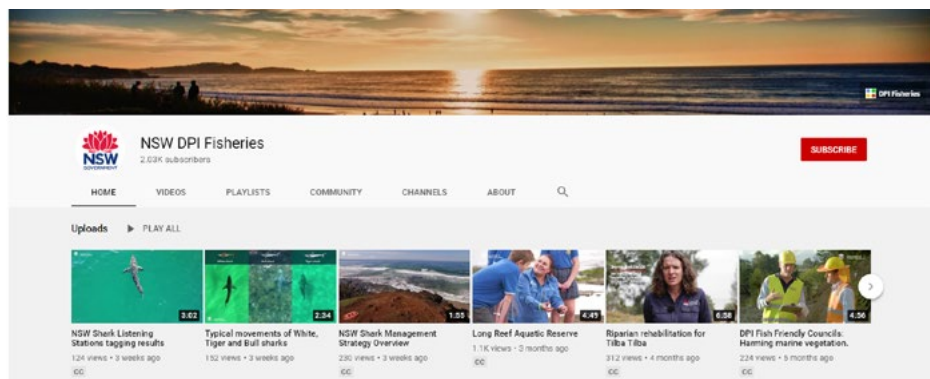 DPI Fisheries
NSW
GOVERNMENT
NSW DPI Fisheries
2.03K subscribers
SUBSCRIBE
HOME VIDEOS PLAYLISTS COMMUNITY CHANNELS ABOUT
Uploads PLAY ALL
3:02 2:34 1:55 4:41 6:58 4:56
NSW Shark Listening Stations tagging results
124 views • 3 weeks ago
CC
Typical movements of White, Tiger and Bull sharks
152 views • 3 weeks ago
NSW Shark Management Strategy Overview
230 views • 3 weeks ago
CC
Long Reef Aquatic Reserve
1.1K views • 3 months ago
CC
Riparian rehabilitation for Tilba Tilba
312 views • 4 months ago
CC
DPI Fish Friendly Councils: Harming marine vegetation.
224 views • 5 months ago
CC